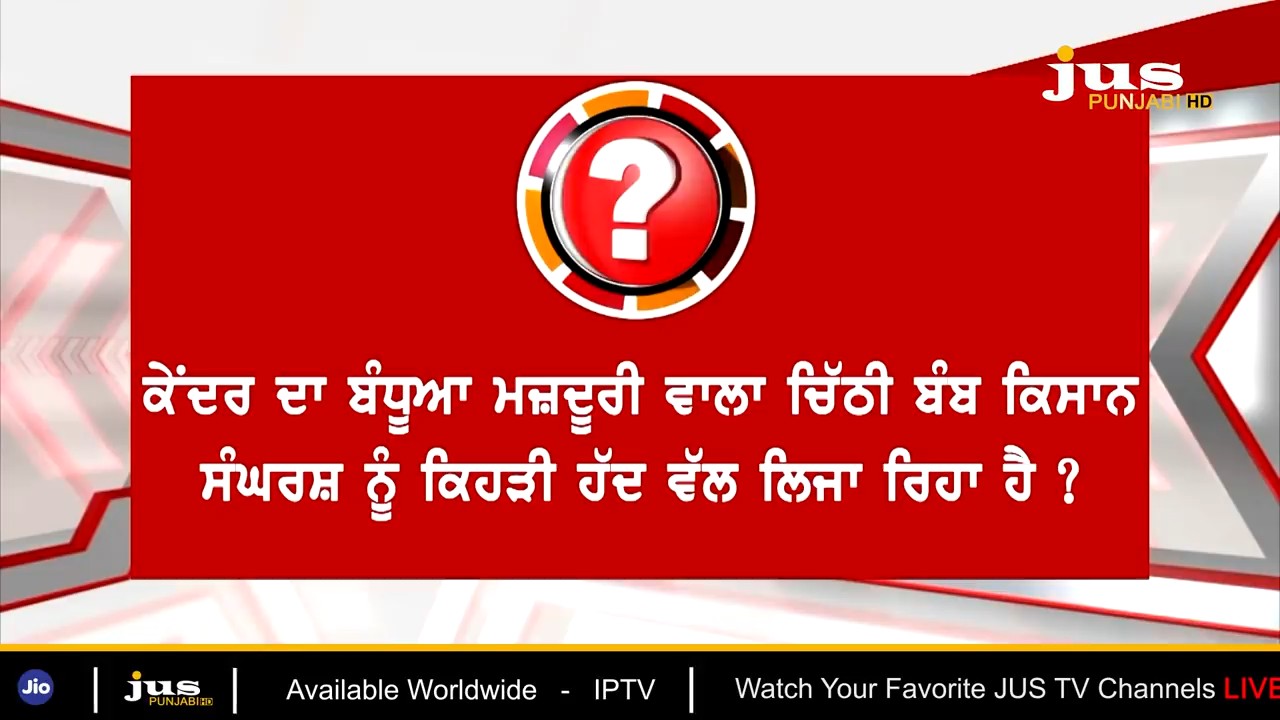 jus
PUNJABI HD
?
ਕੇਂਦਰ ਦਾ ਬੰਧੂਆ ਮਜ਼ਦੂਰੀ ਵਾਲਾ ਚਿੱਠੀ ਬੰਬ ਕਿਸਾਨ
ਸੰਘਰਸ਼ ਨੂੰ ਕਿਹੜੀ ਹੱਦ ਵੱਲ ਲਿਜਾ ਰਿਹਾ ਹੈ ?
Jio | jus PUNJABI HD | Available Worldwide - IPTV | Watch Your Favorite JUS TV Channels LIVE